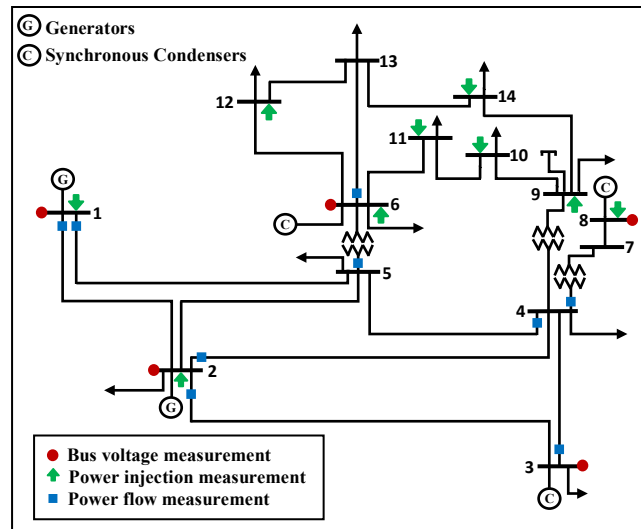 G Generators
C Synchronous Condensers
13
12
14
11
10
G
1
6
9
C
8
C
7
5
4
2
G
3
C
Bus voltage measurement
Power injection measurement
Power flow measurement